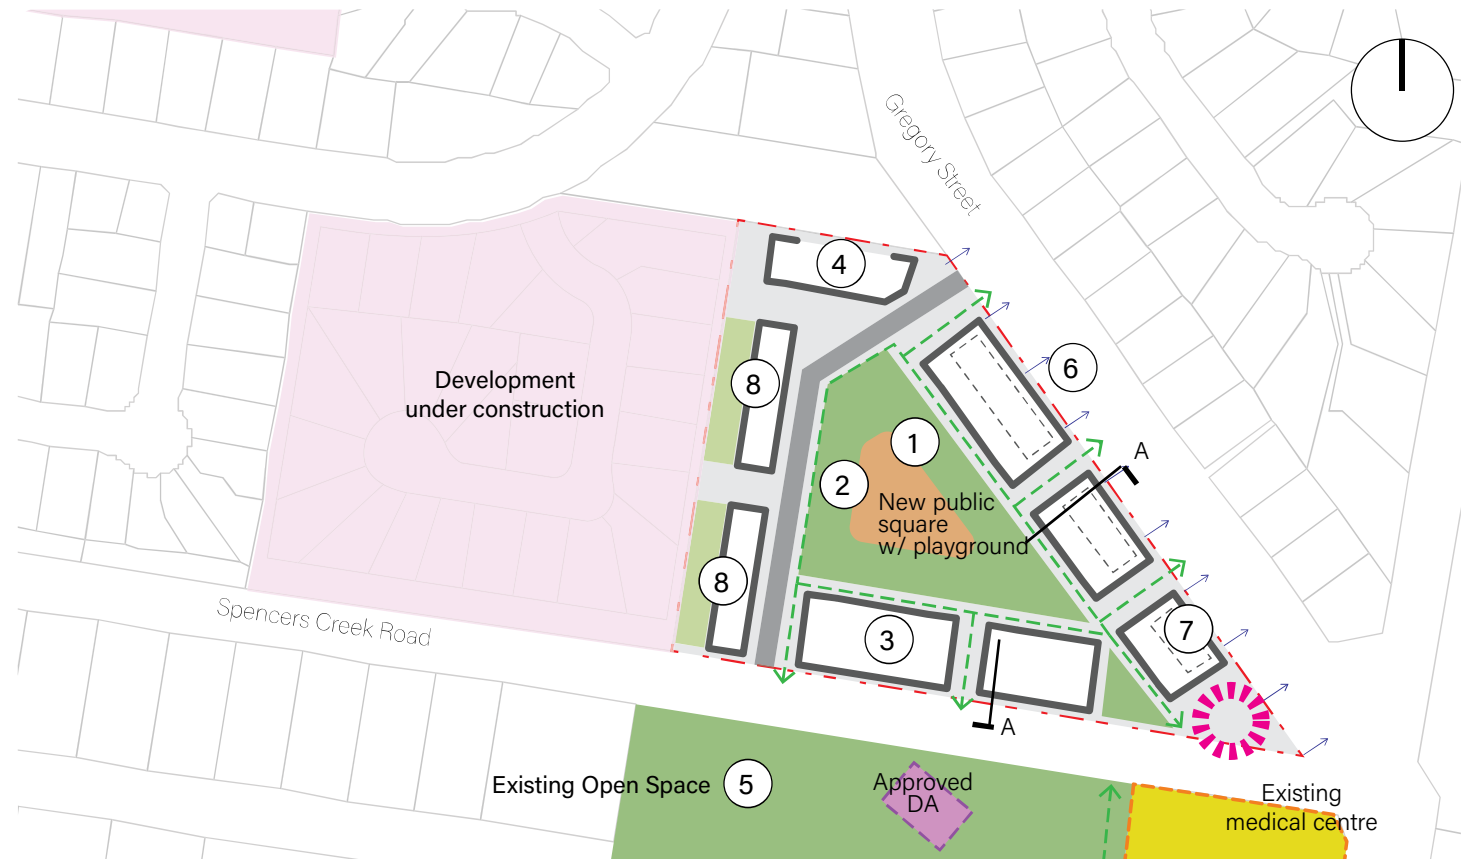 Gregory Street
4
Development
under construction
8
6
1
A
2
New public
square
w/ playground
8
Spencers Creek Road
3
7
A
Existing Open Space
5
Approved
DA
Existing
medical centre